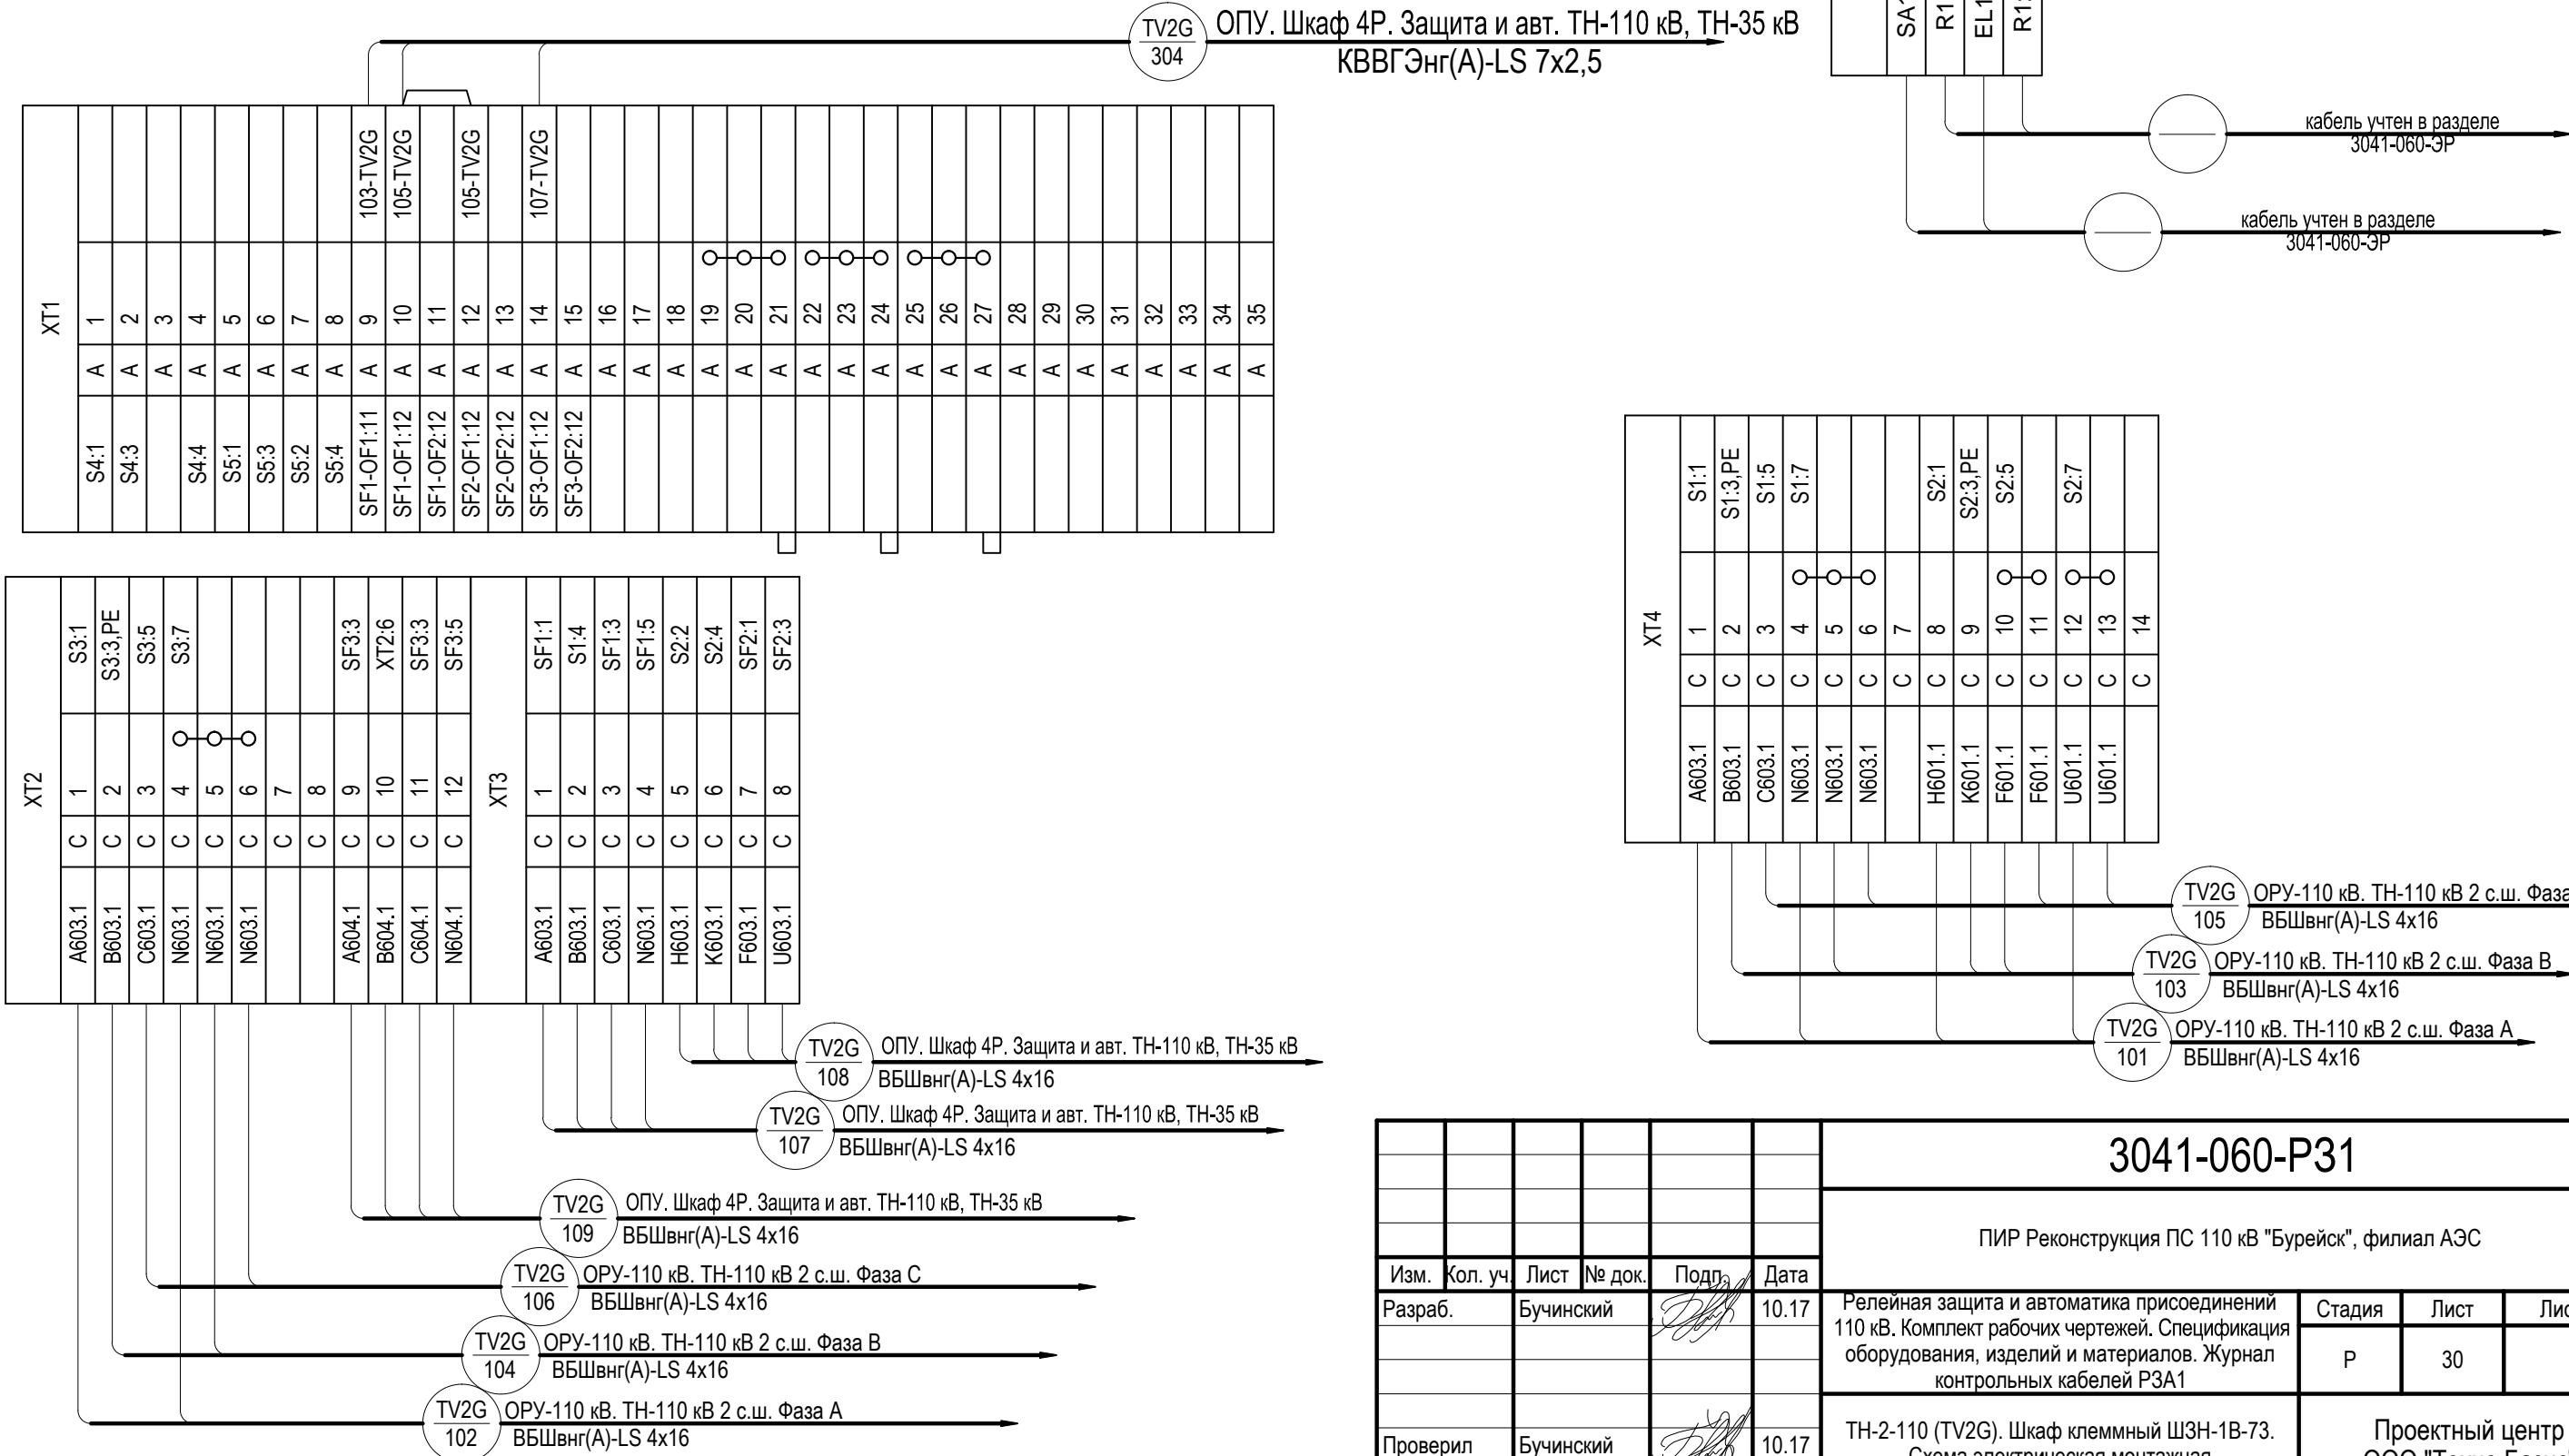 TV2G
304
ОПУ. Шкаф 4Р. Защита и авт. ТН-110 кВ, ТН-35 кВ
КВВГЭнг(А)-LS 7x2,5
R1
EL1
кабель учтен в разделе
3041-060-ЭР
кабель учтен в разделе
3041-060-ЭР
XT1
103-TV2G
105-TV2G
105-TV2G
107-TV2G
1 2 3 4 5 6 7 8 9 10 11 12 13 14 15 16 17 18 19 20 21 22 23 24 25 26 27 28 29 30 31 32 33 34 35
A A A A A A A A A A A A A A A A A A A A A A A A A A A A A A A A A A A
S4:1
S4:3
S4:4
S5:1
S5:3
S5:2
S5:4
SF1-OF1:11
SF1-OF1:12
SF1-OF2:12
SF2-OF1:12
SF2-OF2:12
SF3-OF1:12
SF3-OF2:12
XT2
S3:1
S3:3,PE
S3:5
S3:7
SF3:3
XT2:6
SF3:3
SF3:5
1 2 3 4 5 6 7 8 9 10 11 12
C C C C C C C C C C C C
A603.1
B603.1
C603.1
N603.1
N603.1
N603.1
A604.1
B604.1
C604.1
N604.1
XT3
SF1:1
S1:4
SF1:3
SF1:5
S2:2
S2:4
SF2:1
SF2:3
1 2 3 4 5 6 7 8
C C C C C C C C
A603.1
B603.1
C603.1
N603.1
H603.1
K603.1
F603.1
U603.1
XT4
S1:1
S1:3,PE
S1:5
S1:7
S2:1
S2:3,PE
S2:5
S2:7
1 2 3 4 5 6 7 8 9 10 11 12 13 14
C C C C C C C C C C C C C C
A603.1
B603.1
C603.1
N603.1
N603.1
N603.1
H601.1
K601.1
F601.1
F601.1
U601.1
U601.1
TV2G
105
ОРУ-110 кВ. ТН-110 кВ 2 с.ш. Фаза
ВБШвнг(А)-LS 4x16
TV2G
103
ОРУ-110 кВ. ТН-110 кВ 2 с.ш. Фаза В
ВБШвнг(А)-LS 4x16
TV2G
101
ОРУ-110 кВ. ТН-110 кВ 2 с.ш. Фаза А
ВБШвнг(А)-LS 4x16
TV2G
108
ОПУ. Шкаф 4Р. Защита и авт. ТН-110 кВ, ТН-35 кВ
ВБШвнг(А)-LS 4x16
TV2G
107
ОПУ. Шкаф 4Р. Защита и авт. ТН-110 кВ, ТН-35 кВ
ВБШвнг(А)-LS 4x16
TV2G
109
ОПУ. Шкаф 4Р. Защита и авт. ТН-110 кВ, ТН-35 кВ
ВБШвнг(А)-LS 4x16
TV2G
106
ОРУ-110 кВ. ТН-110 кВ 2 с.ш. Фаза С
ВБШвнг(А)-LS 4x16
TV2G
104
ОРУ-110 кВ. ТН-110 кВ 2 с.ш. Фаза В
ВБШвнг(А)-LS 4x16
TV2G
102
ОРУ-110 кВ. ТН-110 кВ 2 с.ш. Фаза А
ВБШвнг(А)-LS 4x16
3041-060-РЗ1
ПИР Реконструкция ПС 110 кВ "Бурейск", филиал АЭС
Изм. Кол. уч. Лист № док. Подп. Дата
Разраб. Бучинский 10.17
Релейная защита и автоматика присоединений
110 кВ. Комплект рабочих чертежей. Спецификация
оборудования, изделий и материалов. Журнал
контрольных кабелей РЗА1
Стадия Лист
Р 30
Проверил Бучинский 10.17
ТН-2-110 (TV2G). Шкаф клеммный ШЗН-1В-73.
Схема электрическая монтажная
Проектный центр